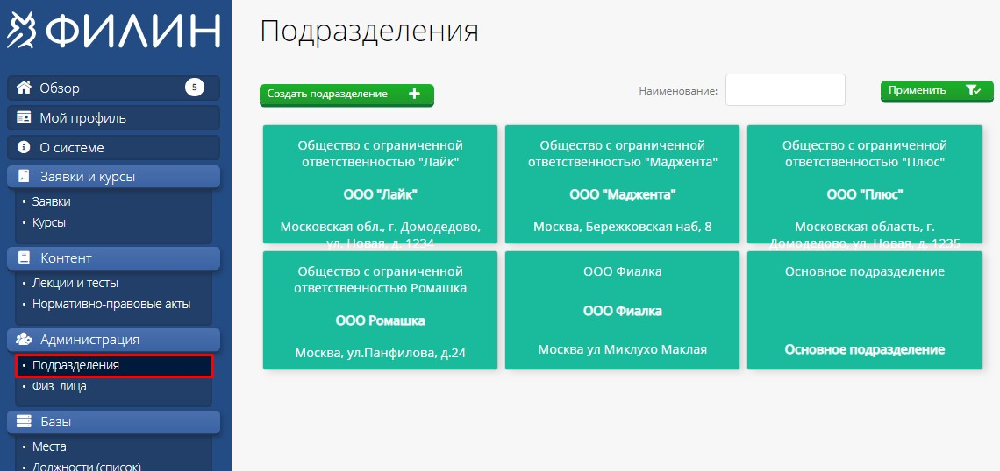 ФИЛИН
Обзор
5
Мой профиль
О системе
Заявки и курсы
• Заявки
• Курсы
Контент
• Лекции и тесты
• Нормативно-правовые акты
Администрация
• Подразделения
• Физ. лица
Базы
• Места
• Должности (список)
Подразделения
Создать подразделение
Наименование:
Применить
Общество с ограниченной
ответственностью "Лайк"
ООО "Лайк"
Московская обл., г. Домодедово,
ул. Новая, д. 1234
Общество с ограниченной
ответственностью "Маджента"
ООО "Маджента"
Москва, Бережковская наб, 8
Общество с ограниченной
ответственностью "Плюс"
ООО "Плюс"
Московская область, г.
Домодедово, ул. Новая, д. 1235
Общество с ограниченной
ответственностью Ромашка
ООО Ромашка
Москва, ул.Панфилова, д.24
ООО Фиалка
ООО Фиалка
Москва ул Миклухо Маклая
Основное подразделение
Основное подразделение